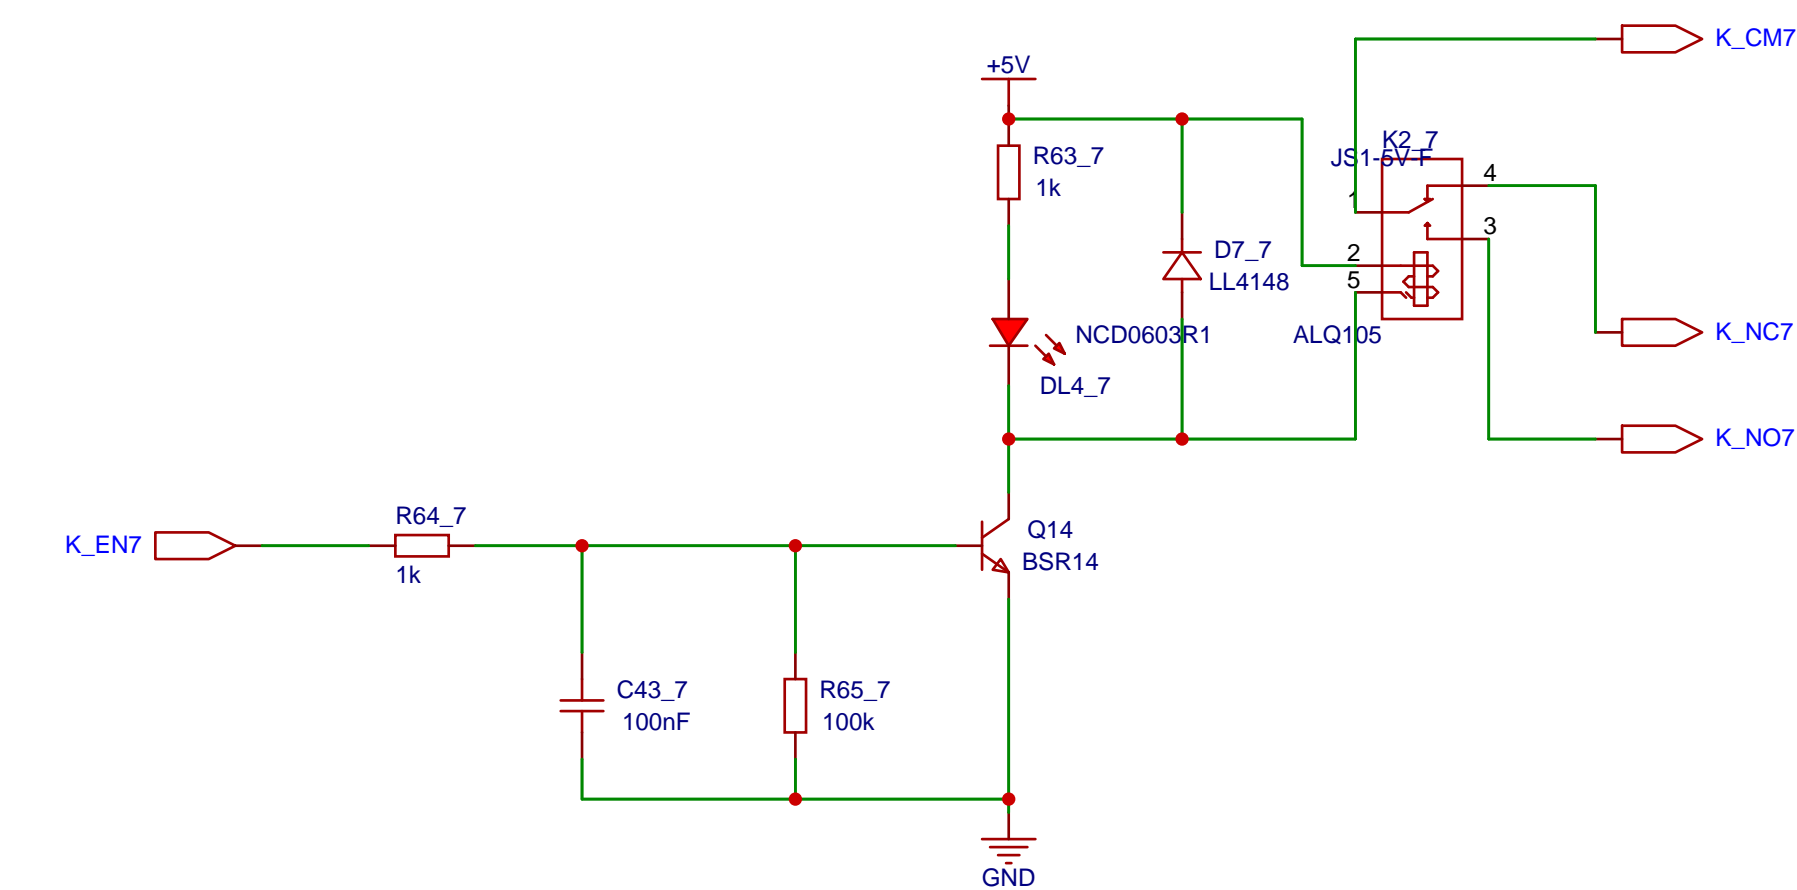 K_CM7
+5V
K2_7
JS1-5V-F
R63_7
1k
1
4
3
2
5
D7_7
LL4148
NCD0603R1
ALQ105
K_NC7
DL4_7
K_NO7
R64_7
K_EN7
1k
Q14
BSR14
C43_7
100nF
R65_7
100k
GND